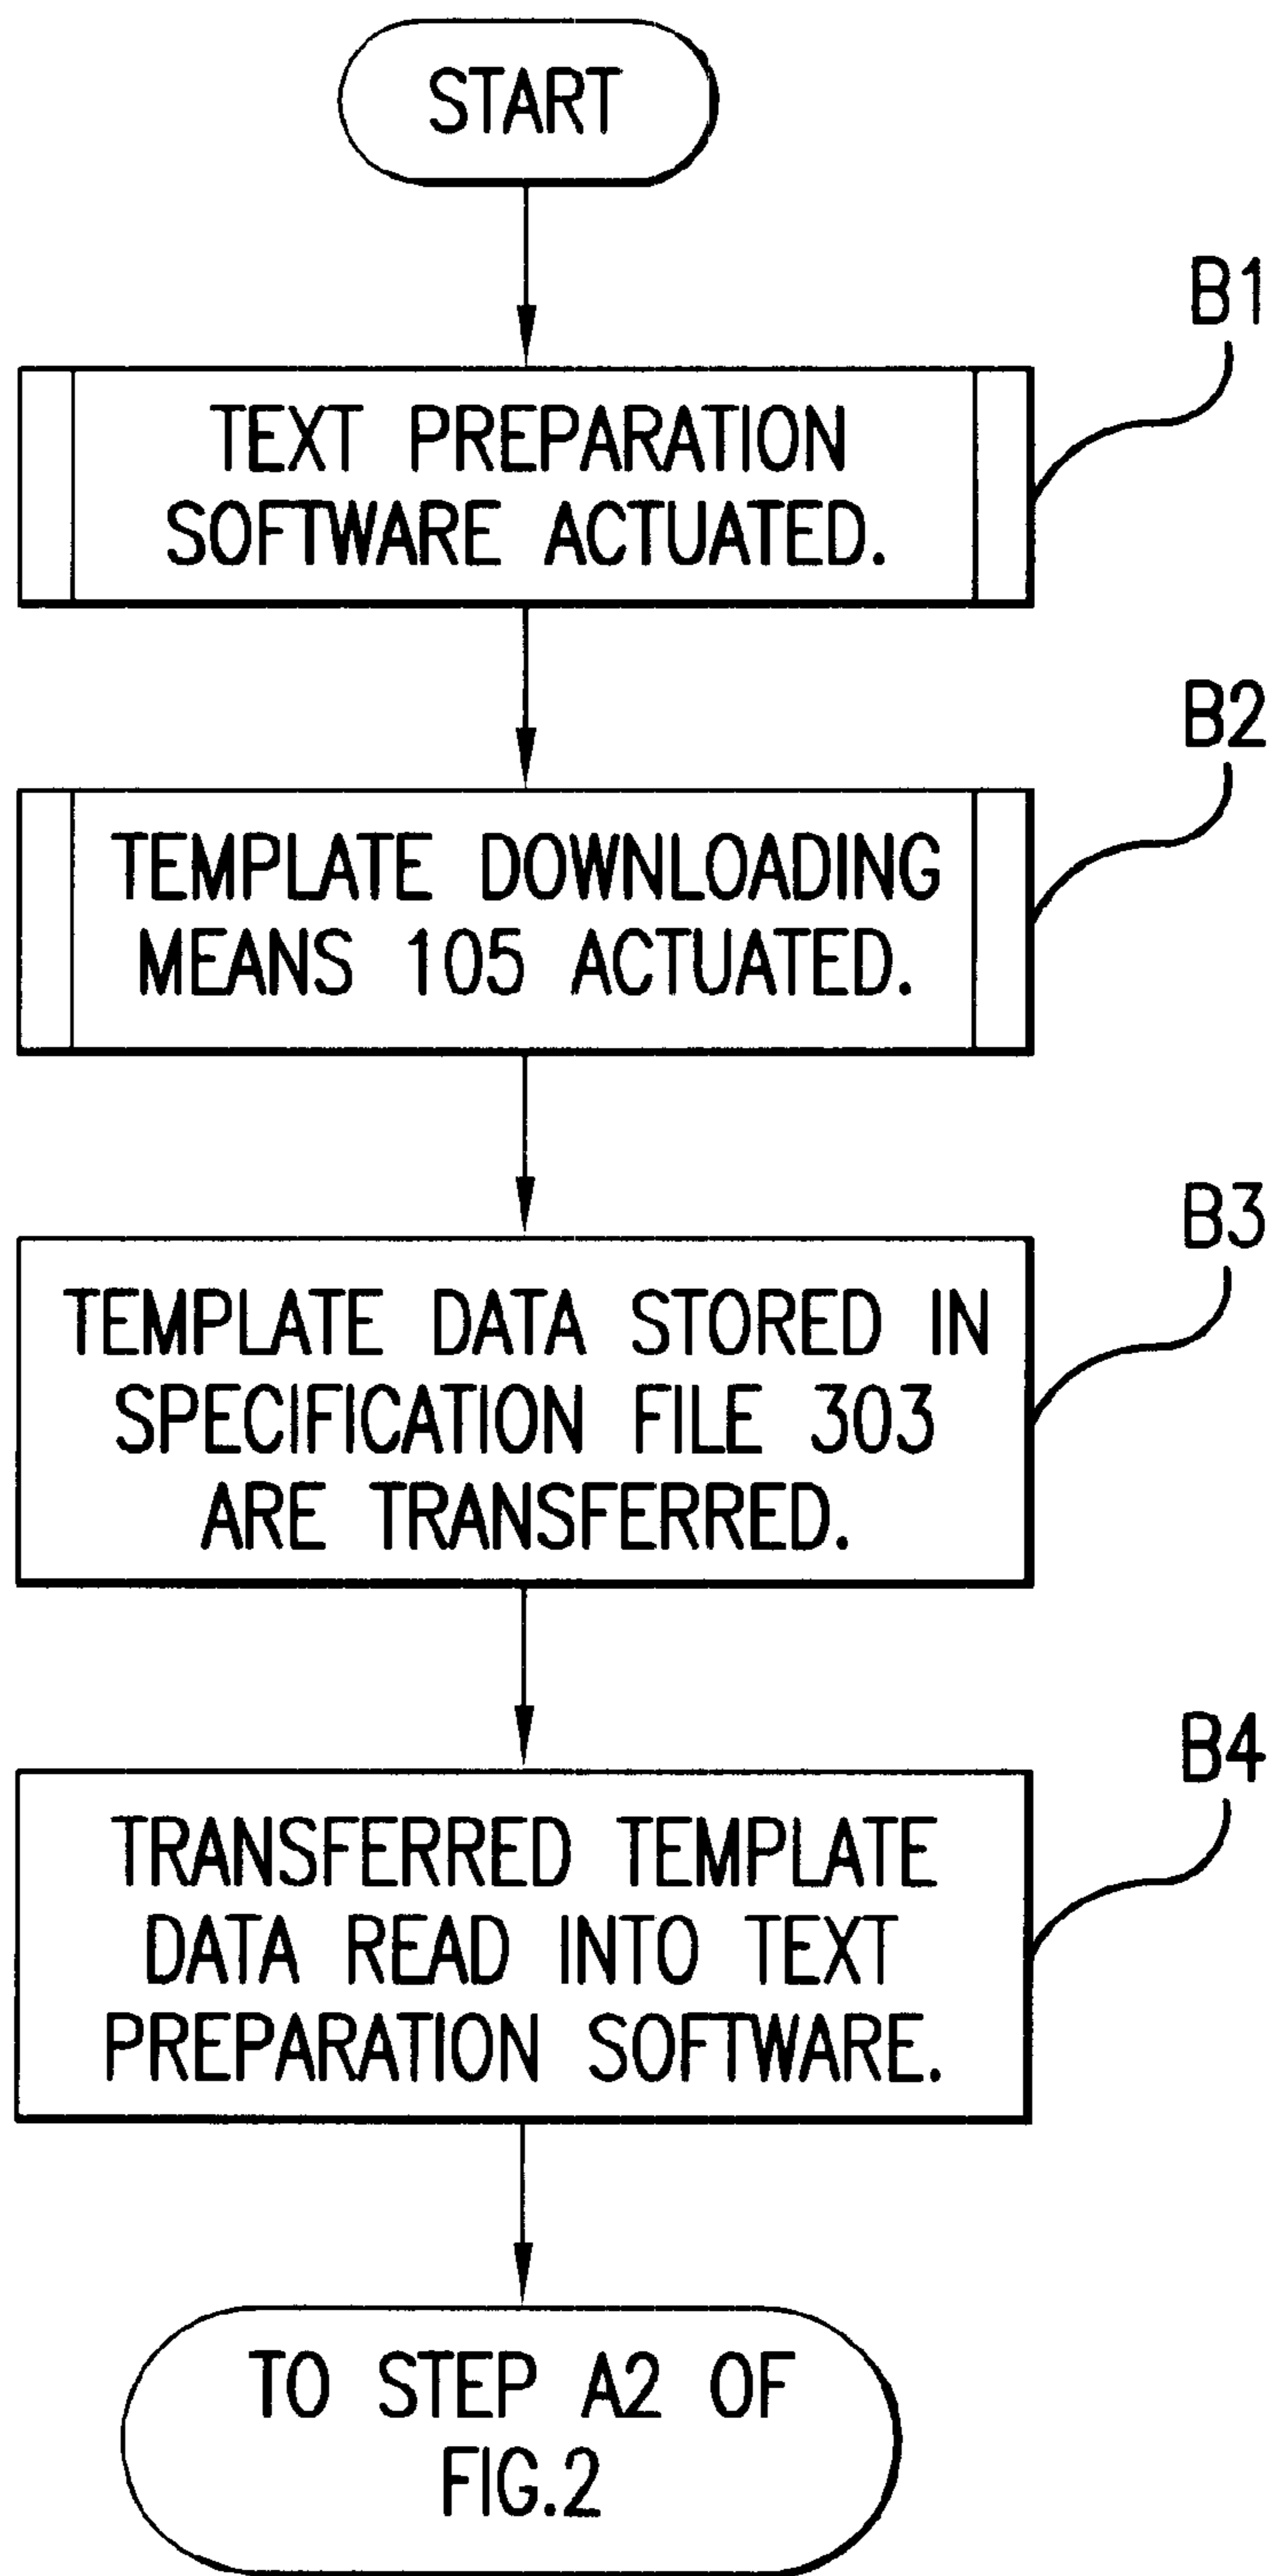 START
B1
TEXT PREPARATION
SOFTWARE ACTUATED.
B2
TEMPLATE DOWNLOADING
MEANS 105 ACTUATED.
B3
TEMPLATE DATA STORED IN
SPECIFICATION FILE 303
ARE TRANSFERRED.
B4
TRANSFERRED TEMPLATE
DATA READ INTO TEXT
PREPARATION SOFTWARE.
TO STEP A2 OF
FIG.2